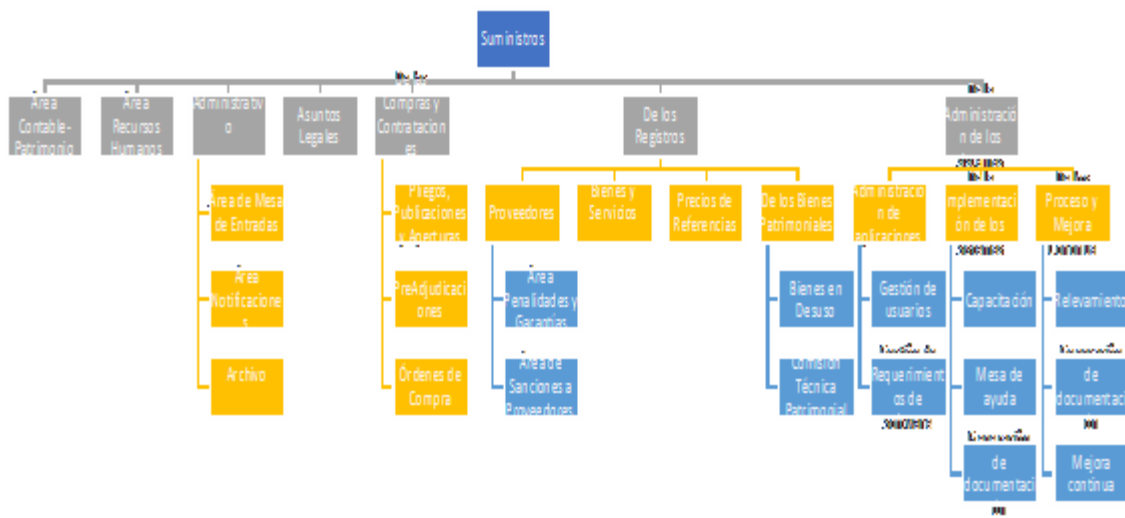 Suministros
Área
Contable-
Patrimonio
Área
Recursos
Humanos
Administrativ
o
Asuntos
Legales
Compras y
Contratacion
es
De los
Registros
De la
Administració
n de los
Área de Mesa
de Entradas
Área
Notificacione
s
Archivo
Pliegos,
Publicaciones
y Aperturas
PreAdjudicaci
ones
Órdenes de
Compra
Proveedores
Bienes y
Servicios
Precios de
Referencias
De los Bienes
Patrimoniales
Administració
n de
aplicaciones
De la
Implementaci
ón de los
Proceso y
Mejora
Área
Penalidades y
Garantías
Área de
Sanciones a
Proveedores
Bienes en
Desuso
Comisión
Técnica
Patrimonial
Gestión de
usuarios
Requerimient
os de
Capacitación
Mesa de
ayuda
de
documentaci
Relevamiento
de
documentaci
Mejora
continua